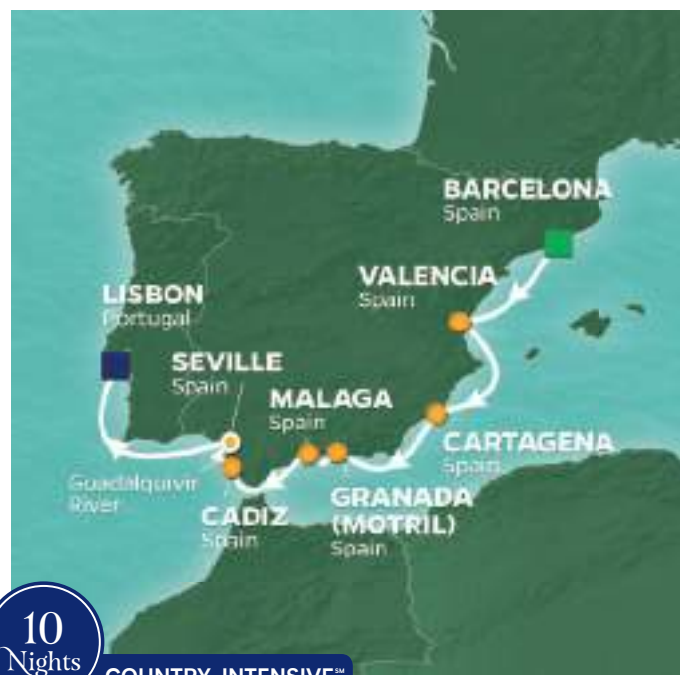 BARCELONA
Spain
VALENCIA
Spain
LISBON
Portugal
SEVILLE
Spain
MALAGA
Spain
CARTAGENA
Spain
Guadalquivir
River
CADIZ
Spain
GRANADA
(MOTRIL)
Spain
10
Nights
COUNTRY-INTENSIVE℠